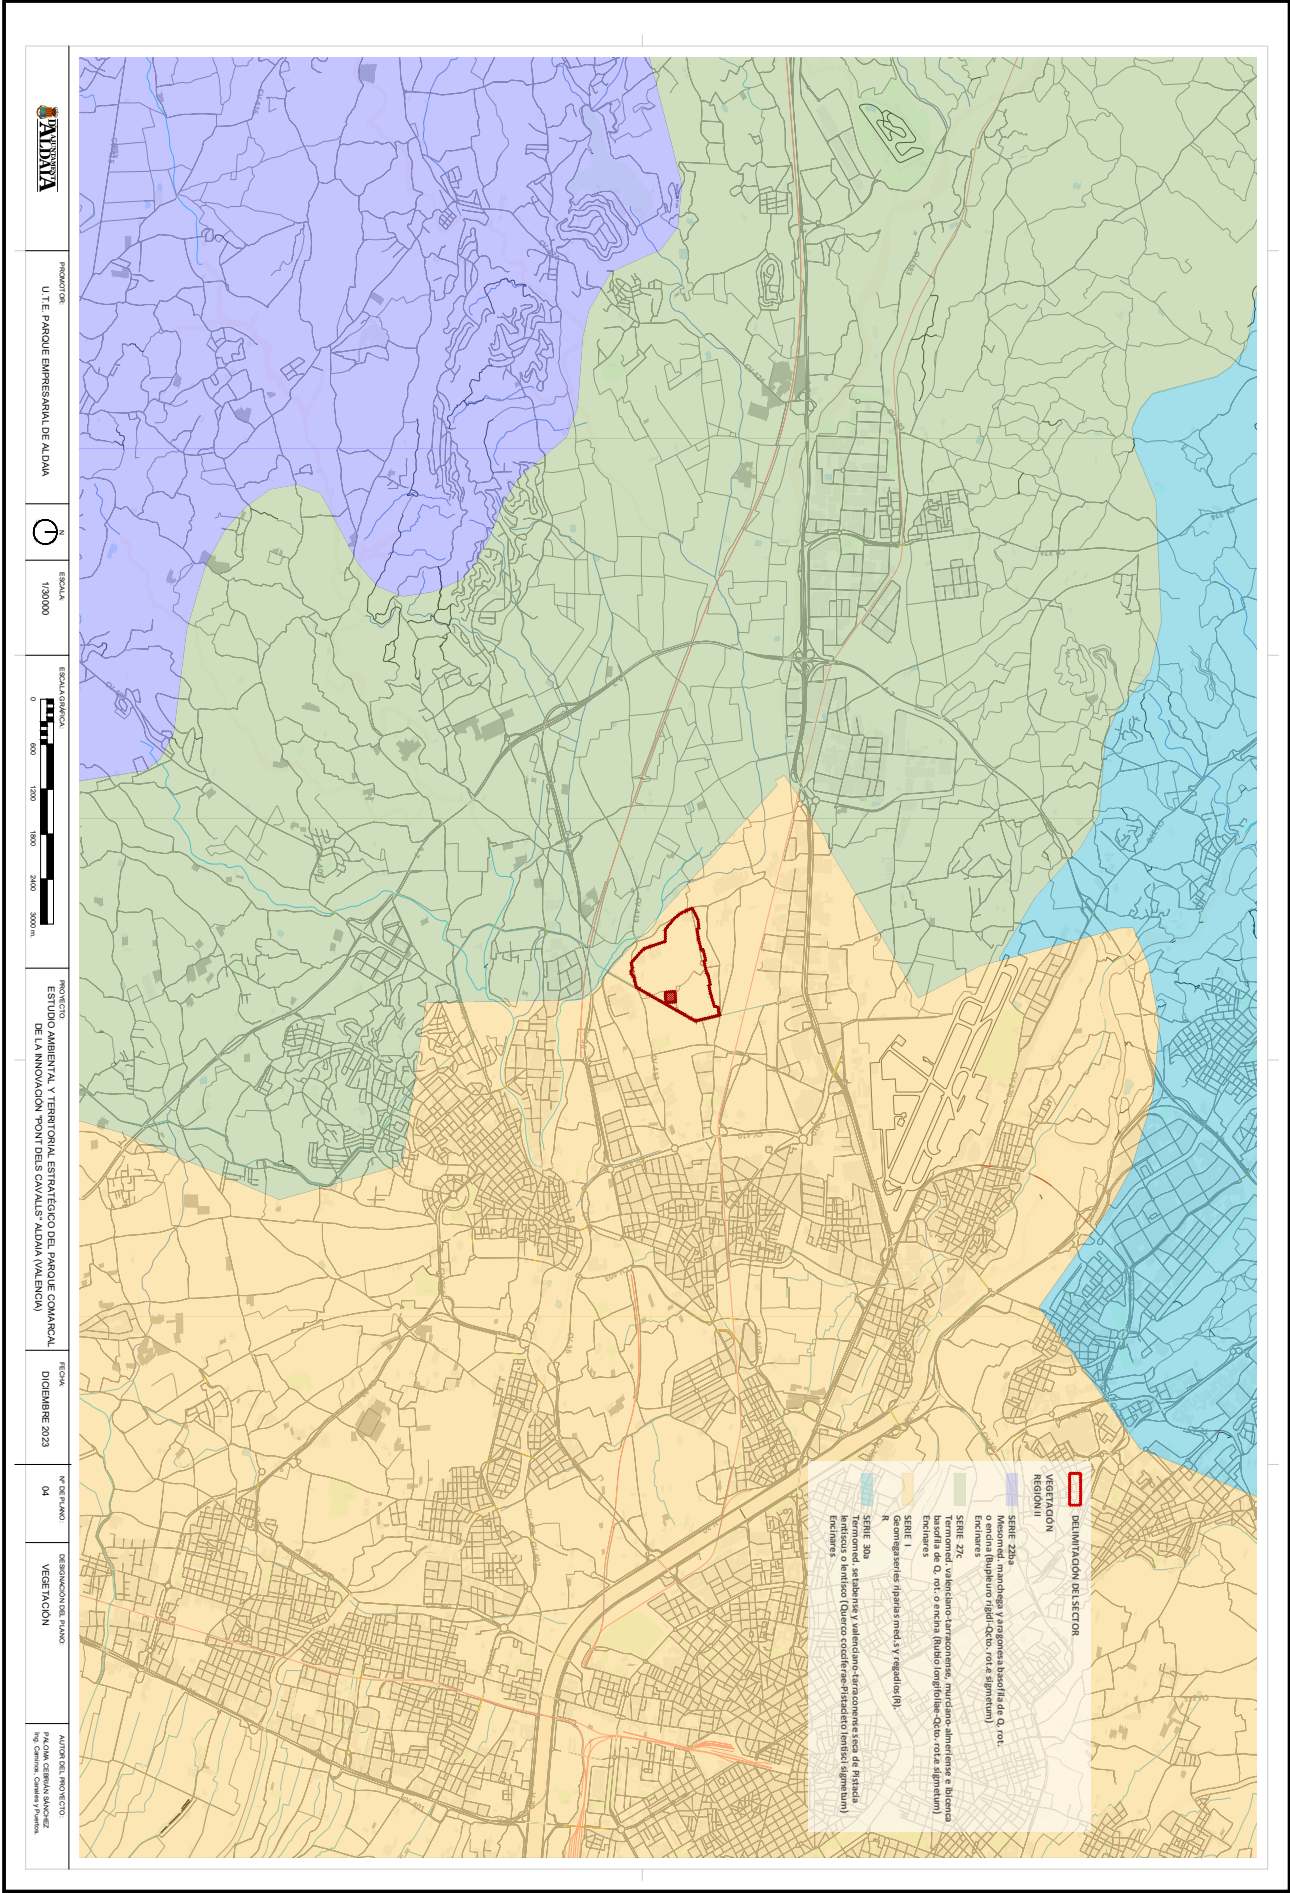 AJUNTAMENT
D'ALDAIA
PROMOTOR:
U.T.E. PARQUE EMPRESARIAL DE ALDAIA
N
ESCALA:
1/30000
ESCALA GRÁFICA:
0 600 1200 1800 2400 3000 m.
PROYECTO:
ESTUDIO AMBIENTAL Y TERRITORIAL ESTRATÉGICO DEL PARQUE COMARCAL
DE LA INNOVACIÓN "PONT DELS CAVALLS" ALDAIA (VALENCIA)
FECHA:
DICIEMBRE 2023
Nº DE PLANO:
04
DESIGNACIÓN DEL PLANO:
VEGETACIÓN
AUTOR DEL PROYECTO:
PALOMA CEBRIÁN SÁNCHEZ
Ing. Caminos, Canales y Puertos
DELIMITACIÓN DEL SECTOR
VEGETACIÓN
REGIÓN II
SERIE 22ba
Mesomed. manchega y aragonesa basofila de Q. rot.
o encina (Bupleuro rigidi-Qcto. rot.e sigmetum)
Encinares
SERIE 27c
Termomed. valenciano-tarraconense, murciano-almeriense e ibicenca
basofila de Q. rot. o encina (Rubio longifoliae-Qcto. rot.e sigmetum)
Encinares
SERIE I
Geomegaseries riparias med.s y regadíos(R).
R
SERIE 30a
Termomed. setabense y valenciano-tarraconense seca de Pistacia
lentiscus o lentisco (Querco cocciferae-Pistacieto lentisci sigmetum)
Encinares